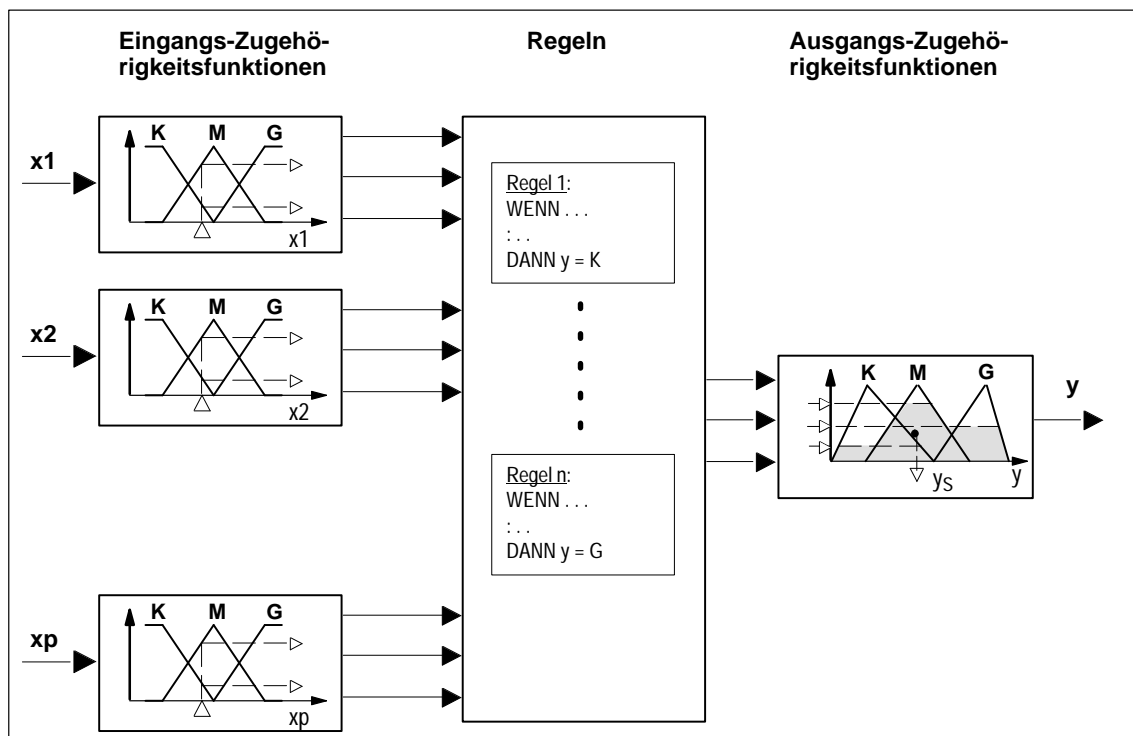 Eingangs-Zugehö-
rigkeitsfunktionen
Regeln
Ausgangs-Zugehö-
rigkeitsfunktionen
x1
K M G
x1
x2
K M G
x2
xp
K M G
xp
Regel 1:
WENN . . .
: . .
DANN y = K
Regel n:
WENN . . .
: . .
DANN y = G
K M G
yS
y
y